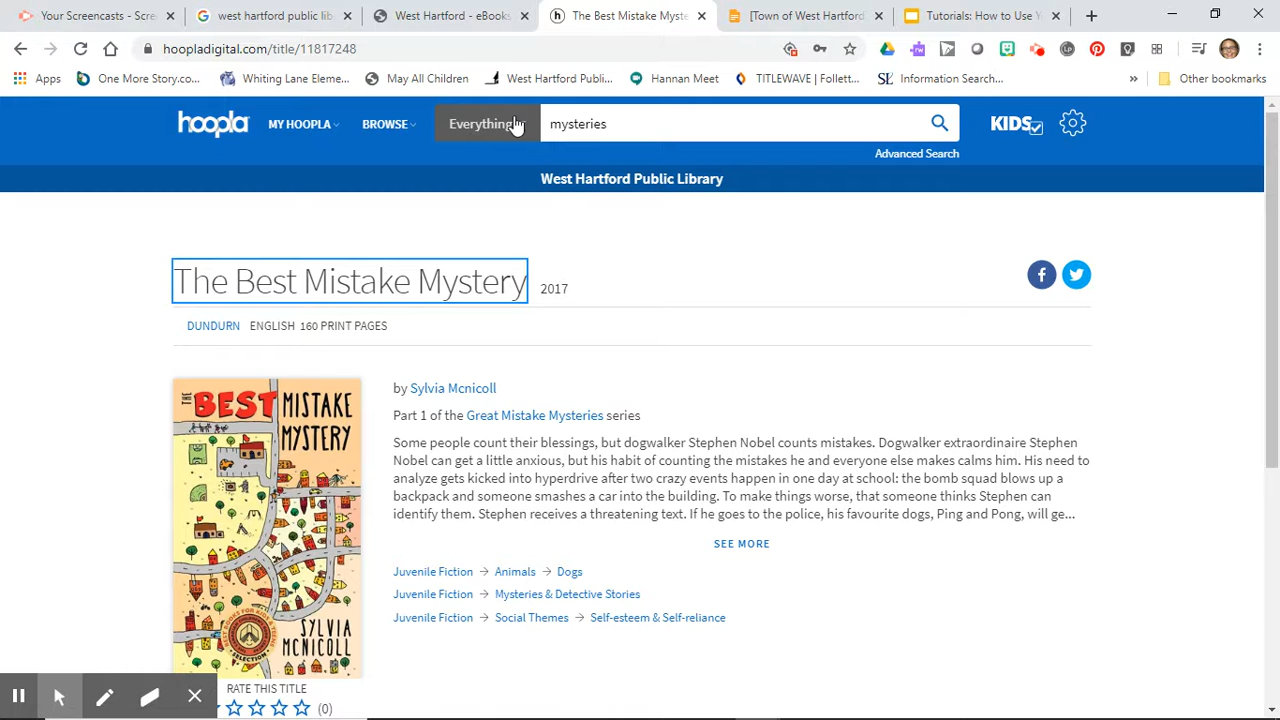 Your Screencasts - Scree
west hartford public lib
West Hartford - eBooks
The Best Mistake Myste
[Town of West Hartford
Tutorials: How to Use Y
hoopladigital.com/title/11817248
Apps
One More Story.co...
Whiting Lane Eleme...
May All Children
West Hartford Publi...
Hannan Meet
TITLEWAVE | Follett...
Information Search...
»
Other bookmarks
hoopla
MY HOOPLA
BROWSE
Everything
mysteries
KIDS
Advanced Search
West Hartford Public Library
The Best Mistake Mystery 2017
DUNDURN ENGLISH 160 PRINT PAGES
by Sylvia Mcnicoll
Part 1 of the Great Mistake Mysteries series
Some people count their blessings, but dogwalker Stephen Nobel counts mistakes. Dogwalker extraordinaire Stephen
Nobel can get a little anxious, but his habit of counting the mistakes he and everyone else makes calms him. His need to
analyze gets kicked into hyperdrive after two crazy events happen in one day at school: the bomb squad blows up a
backpack and someone smashes a car into the building. To make things worse, that someone thinks Stephen can
identify them. Stephen receives a threatening text. If he goes to the police, his favourite dogs, Ping and Pong, will ge...
SEE MORE
Juvenile Fiction → Animals → Dogs
Juvenile Fiction → Mysteries & Detective Stories
Juvenile Fiction → Social Themes → Self-esteem & Self-reliance
THE BEST MISTAKE
MYSTERY
SYLVIA
MCNICOLL
RATE THIS TITLE
(0)